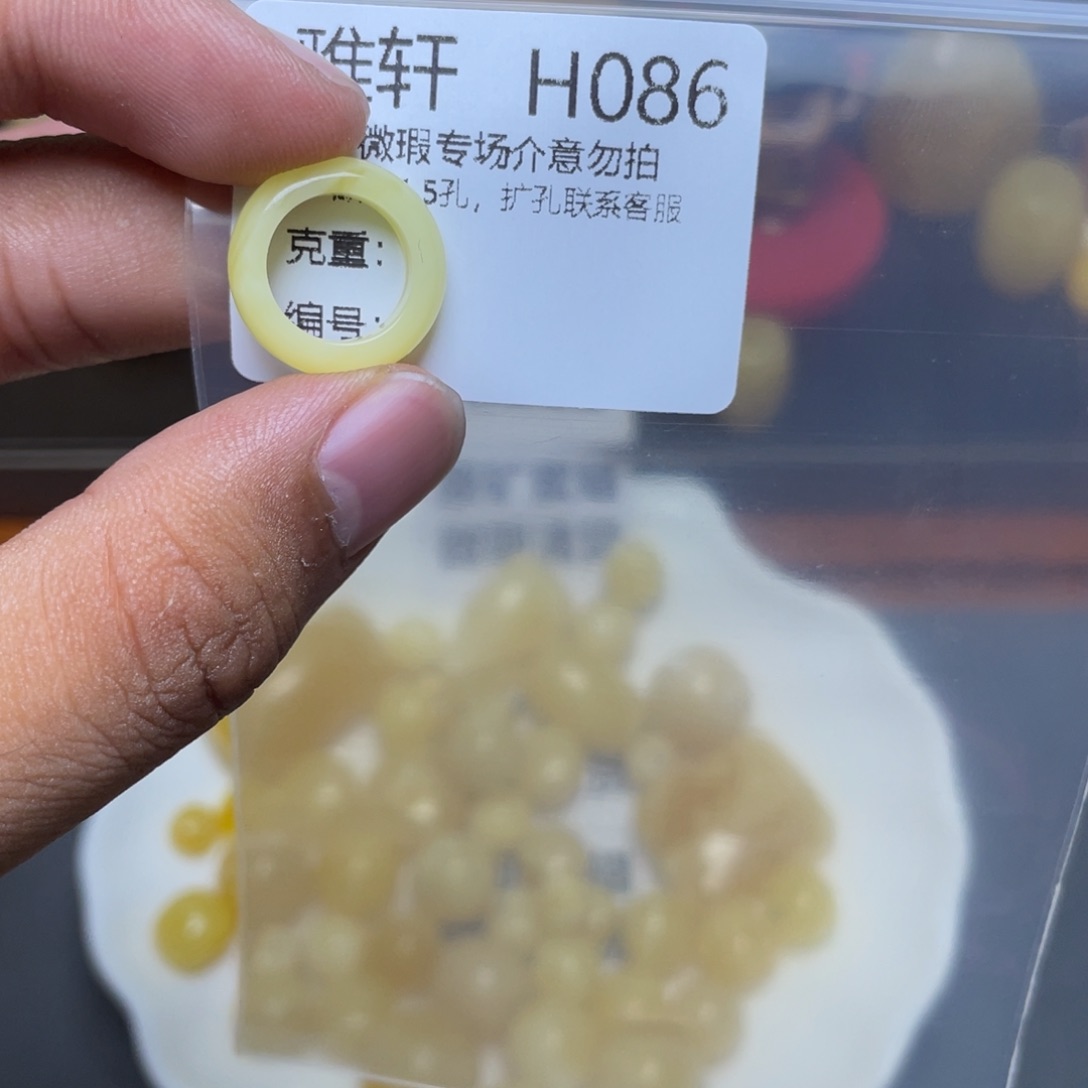 雅轩 H086
微瑕专场介意勿拍
5孔，扩孔联系客服
克重：
编号：